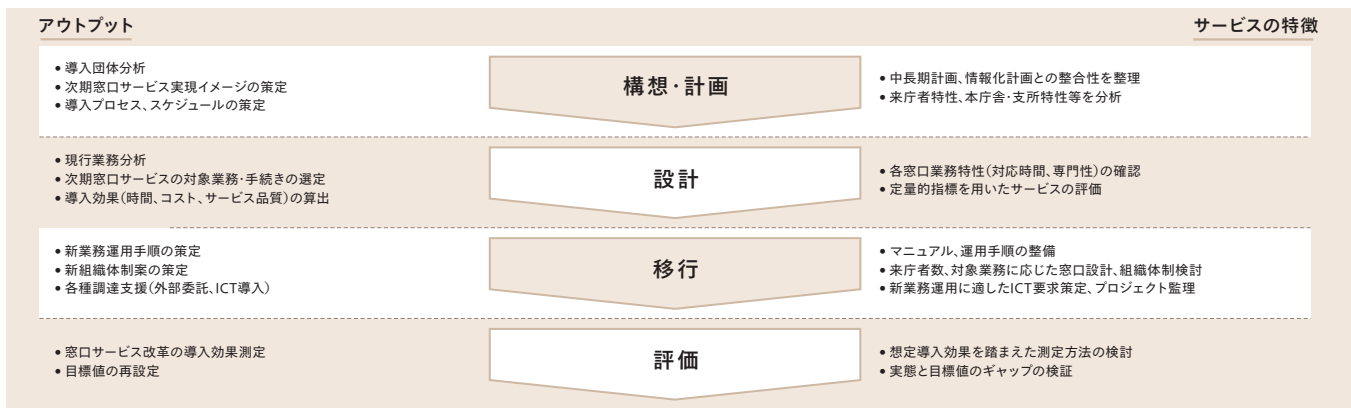 アウトプット
サービスの特徴
• 導入団体分析
• 次期窓口サービス実現イメージの策定
• 導入プロセス、スケジュールの策定
構想・計画
• 中長期計画、情報化計画との整合性を整理
• 来庁者特性、本庁舎・支所特性等を分析
• 現行業務分析
• 次期窓口サービスの対象業務・手続きの選定
• 導入効果(時間、コスト、サービス品質)の算出
設計
• 各窓口業務特性(対応時間、専門性)の確認
• 定量的指標を用いたサービスの評価
• 新業務運用手順の策定
• 新組織体制案の策定
• 各種調達支援(外部委託、ICT導入)
移行
• マニュアル、運用手順の整備
• 来庁者数、対象業務に応じた窓口設計、組織体制検討
• 新業務運用に適したICT要求策定、プロジェクト監理
• 窓口サービス改革の導入効果測定
• 目標値の再設定
評価
• 想定導入効果を踏まえた測定方法の検討
• 実態と目標値のギャップの検証